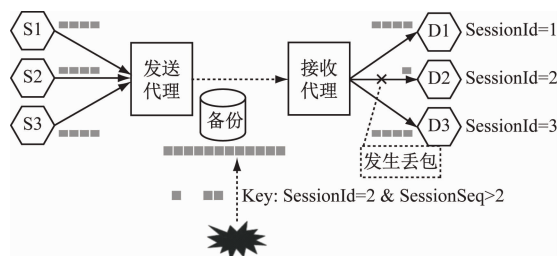 S1
S2
S3
发送
代理
备份
接收
代理
D1 SessionId=1
D2 SessionId=2
D3 SessionId=3
发生丢包
Key: SessionId=2 & SessionSeq>2